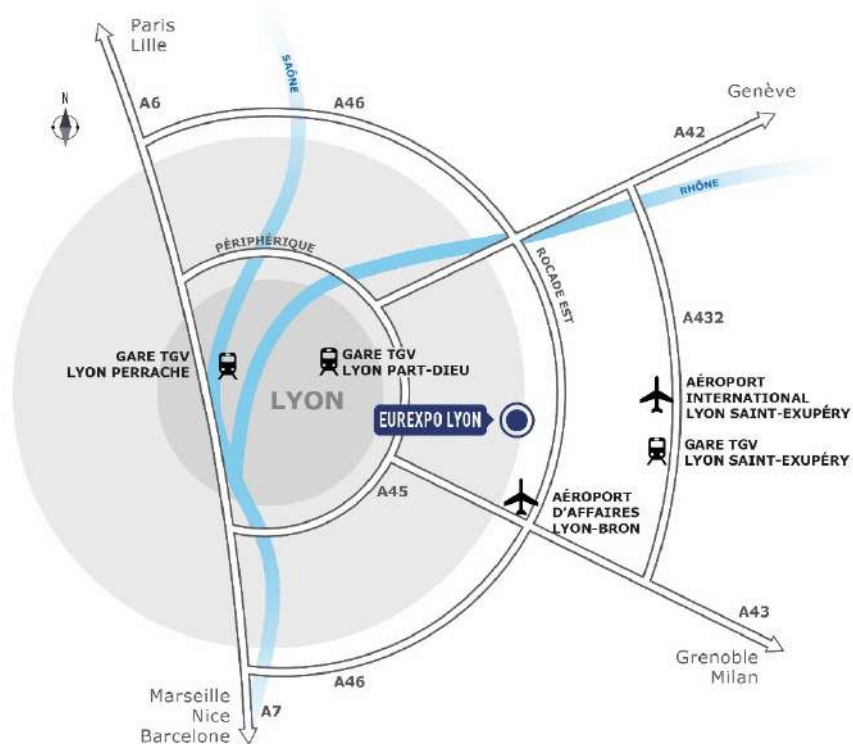 Paris
Lille
SAÔNE
N
A6
A46
Genève
A42
RHÔNE
PÉRIPHÉRIQUE
ROCADE EST
A432
GARE TGV
LYON PERRACHE
GARE TGV
LYON PART-DIEU
LYON
EUREXPO LYON
AÉROPORT
INTERNATIONAL
LYON SAINT-EXUPÉRY
GARE TGV
LYON SAINT-EXUPÉRY
A45
AÉROPORT
D'AFFAIRES
LYON-BRON
A43
Grenoble
Milan
A46
Marseille
Nice
Barcelone
A7